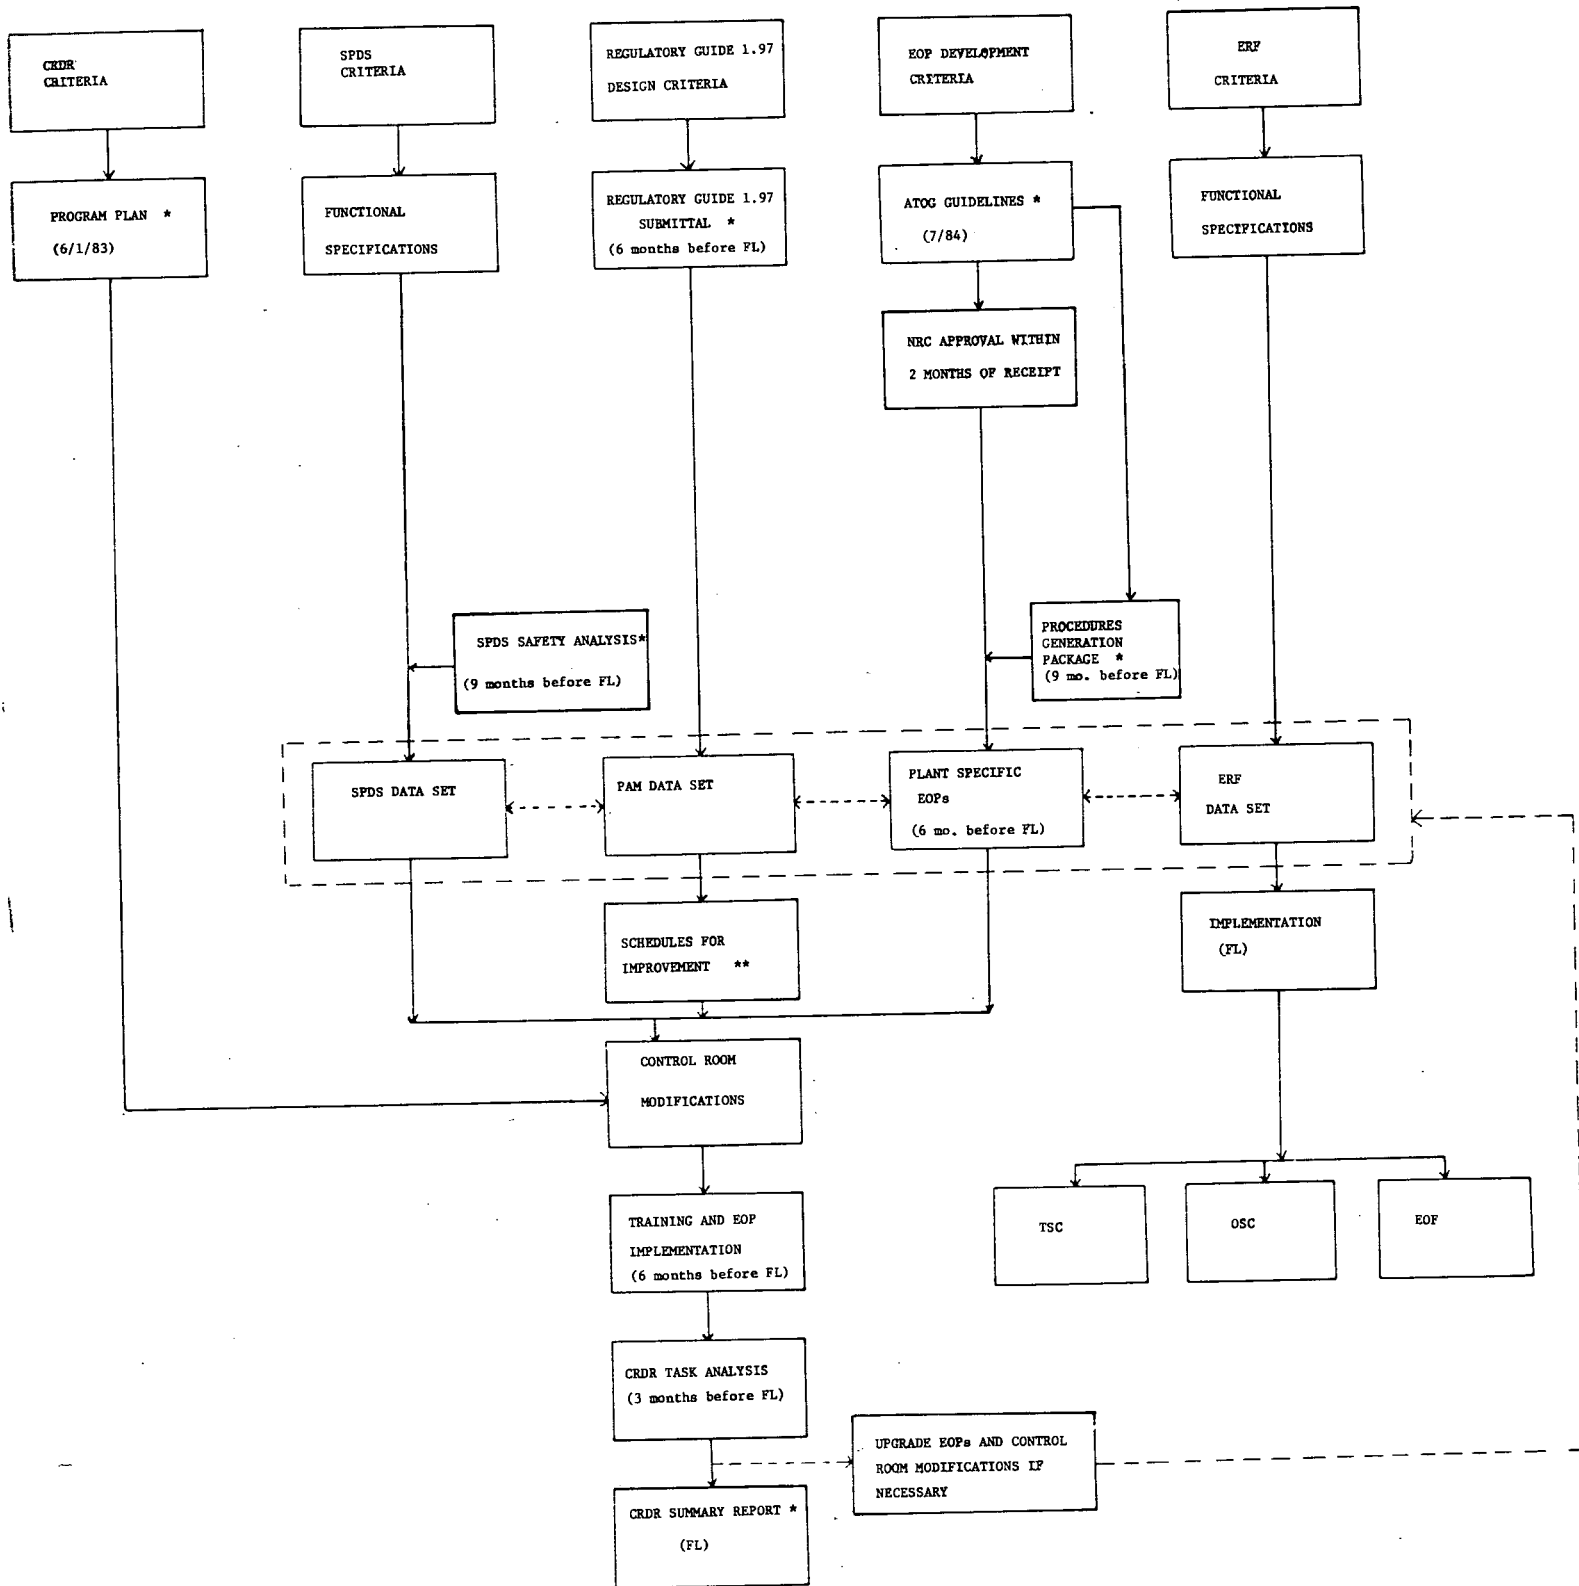 CRDR
CRITERIA
SPDS
CRITERIA
REGULATORY GUIDE 1.97
DESIGN CRITERIA
EOP DEVELOPMENT
CRITERIA
ERF
CRITERIA
PROGRAM PLAN *
(6/1/83)
FUNCTIONAL
SPECIFICATIONS
REGULATORY GUIDE 1.97
SUBMITTAL *
(6 months before FL)
ATOG GUIDELINES *
(7/84)
FUNCTIONAL
SPECIFICATIONS
NRC APPROVAL WITHIN
2 MONTHS OF RECEIPT
SPDS SAFETY ANALYSIS*
(9 months before FL)
PROCEDURES
GENERATION
PACKAGE *
(9 mo. before FL)
SPDS DATA SET
PAM DATA SET
PLANT SPECIFIC
EOPs
(6 mo. before FL)
ERF
DATA SET
SCHEDULES FOR
IMPROVEMENT **
IMPLEMENTATION
(FL)
CONTROL ROOM
MODIFICATIONS
TRAINING AND EOP
IMPLEMENTATION
(6 months before FL)
TSC
OSC
EOF
CRDR TASK ANALYSIS
(3 months before FL)
UPGRADE EOPs AND CONTROL
ROOM MODIFICATIONS IF
NECESSARY
CRDR SUMMARY REPORT *
(FL)